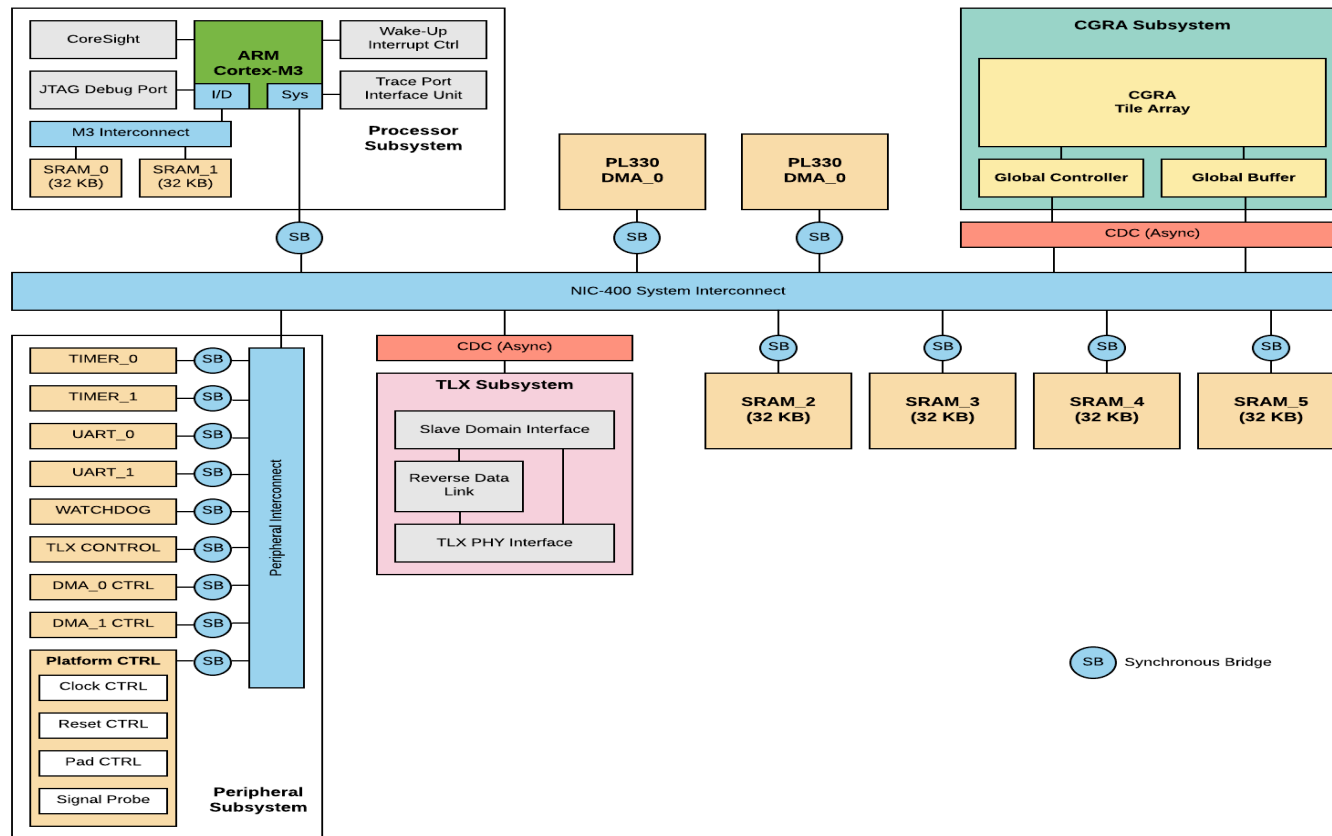 CoreSight
ARM
Cortex-M3
Wake-Up
Interrupt Ctrl
JTAG Debug Port
I/D
Sys
Trace Port
Interface Unit
M3 Interconnect
Processor
Subsystem
SRAM_0
(32 KB)
SRAM_1
(32 KB)
PL330
DMA_0
PL330
DMA_0
CGRA Subsystem
CGRA
Tile Array
Global Controller
Global Buffer
SB
SB
SB
CDC (Async)
NIC-400 System Interconnect
TIMER_0
SB
TIMER_1
SB
UART_0
SB
UART_1
SB
WATCHDOG
SB
TLX CONTROL
SB
DMA_0 CTRL
SB
DMA_1 CTRL
SB
Platform CTRL
SB
Clock CTRL
Reset CTRL
Pad CTRL
Signal Probe
Peripheral Interconnect
Peripheral
Subsystem
CDC (Async)
TLX Subsystem
Slave Domain Interface
Reverse Data
Link
TLX PHY Interface
SB
SB
SB
SB
SRAM_2
(32 KB)
SRAM_3
(32 KB)
SRAM_4
(32 KB)
SRAM_5
(32 KB)
SB
Synchronous Bridge